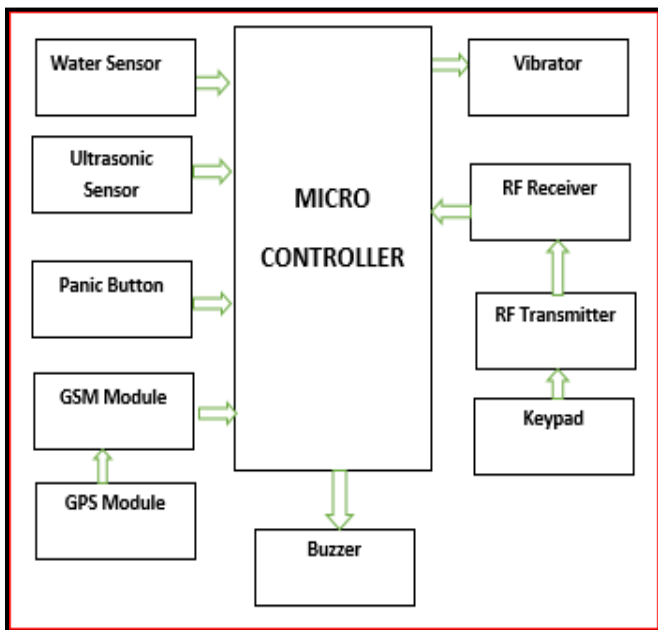 Water Sensor
Ultrasonic
Sensor
Panic Button
GSM Module
GPS Module
MICRO
CONTROLLER
Buzzer
Vibrator
RF Receiver
RF Transmitter
Keypad